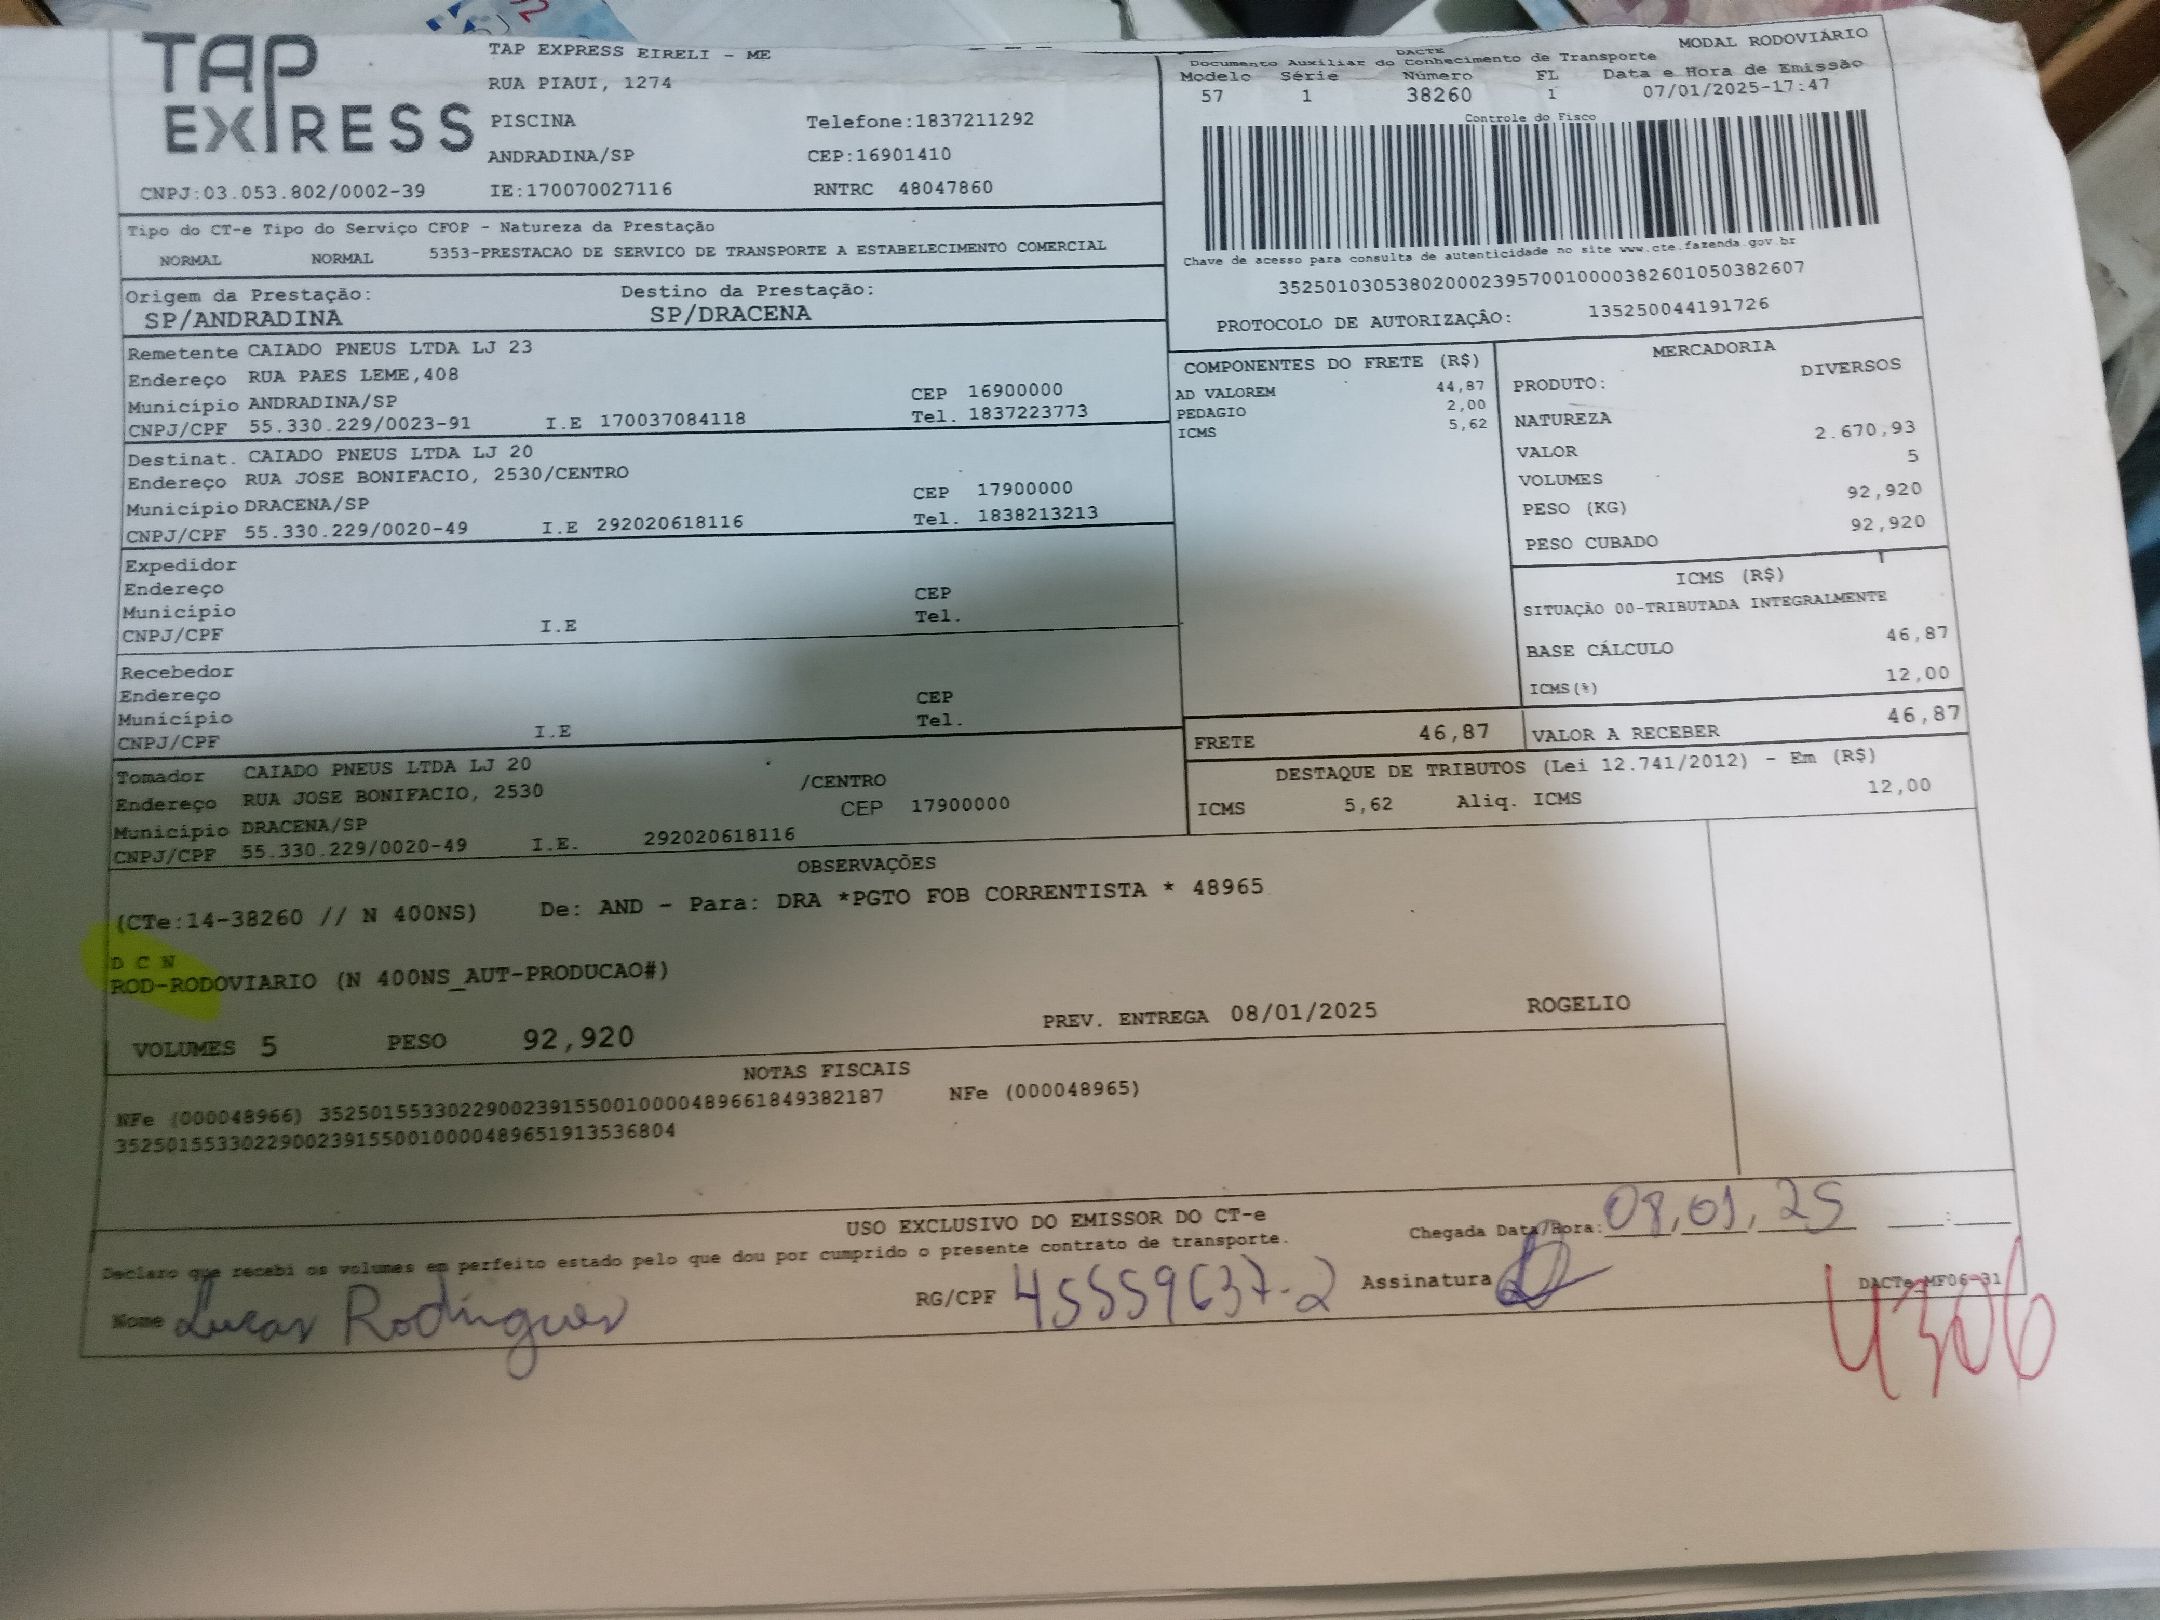 TAP EXPRESS
TAP EXPRESS EIRELI - ME
RUA PIAUI, 1274
PISCINA Telefone:1837211292
ANDRADINA/SP CEP:16901410
CNPJ:03.053.802/0002-39 IE:170070027116 RNTRC 48047860
DACTE MODAL RODOVIÁRIO
Documento Auxiliar do Conhecimento de Transporte
Modelo Série Número FL Data e Hora de Emissão
57 1 38260 1 07/01/2025-17:47
Controle do Fisco
Chave de acesso para consulta de autenticidade no site www.cte.fazenda.gov.br
35250103053802000239570010000382601050382607
PROTOCOLO DE AUTORIZAÇÃO: 135250044191726
Tipo do CT-e Tipo do Serviço CFOP - Natureza da Prestação
NORMAL NORMAL 5353-PRESTACAO DE SERVICO DE TRANSPORTE A ESTABELECIMENTO COMERCIAL
Origem da Prestação: Destino da Prestação:
SP/ANDRADINA SP/DRACENA
Remetente CAIADO PNEUS LTDA LJ 23
Endereço RUA PAES LEME,408 CEP 16900000
Município ANDRADINA/SP Tel. 1837223773
CNPJ/CPF 55.330.229/0023-91 I.E 170037084118
Destinat. CAIADO PNEUS LTDA LJ 20
Endereço RUA JOSE BONIFACIO, 2530/CENTRO
Município DRACENA/SP CEP 17900000
CNPJ/CPF 55.330.229/0020-49 I.E 292020618116 Tel. 1838213213
Expedidor
Endereço CEP
Município Tel.
CNPJ/CPF I.E
Recebedor
Endereço CEP
Município Tel.
CNPJ/CPF I.E
Tomador CAIADO PNEUS LTDA LJ 20
Endereço RUA JOSE BONIFACIO, 2530 /CENTRO
Município DRACENA/SP CEP 17900000
CNPJ/CPF 55.330.229/0020-49 I.E. 292020618116
COMPONENTES DO FRETE (R$)
AD VALOREM 44,87
PEDAGIO 2,00
ICMS 5,62
MERCADORIA
PRODUTO: DIVERSOS
NATUREZA
VALOR 2.670,93
VOLUMES 5
PESO (KG) 92,920
PESO CUBADO 92,920
ICMS (R$)
SITUAÇÃO 00-TRIBUTADA INTEGRALMENTE
BASE CÁLCULO 46,87
ICMS(%) 12,00
FRETE 46,87 VALOR A RECEBER 46,87
DESTAQUE DE TRIBUTOS (Lei 12.741/2012) - Em (R$)
ICMS 5,62 Aliq. ICMS 12,00
OBSERVAÇÕES
(CTe:14-38260 // N 400NS) De: AND - Para: DRA *PGTO FOB CORRENTISTA * 48965
D C N
ROD-RODOVIARIO (N 400NS_AUT-PRODUCAO#)
VOLUMES 5 PESO 92,920 PREV. ENTREGA 08/01/2025 ROGELIO
NOTAS FISCAIS
NFe (000048966) 35250155330229002391550010000489661849382187 NFe (000048965)
35250155330229002391550010000489651913536804
USO EXCLUSIVO DO EMISSOR DO CT-e
Chegada Data/Hora: 08,01,25 :
Declaro que recebi os volumes em perfeito estado pelo que dou por cumprido o presente contrato de transporte.
Nome Lucas Rodrigues RG/CPF 45559637-2 Assinatura DACTe_MF06-31
4306